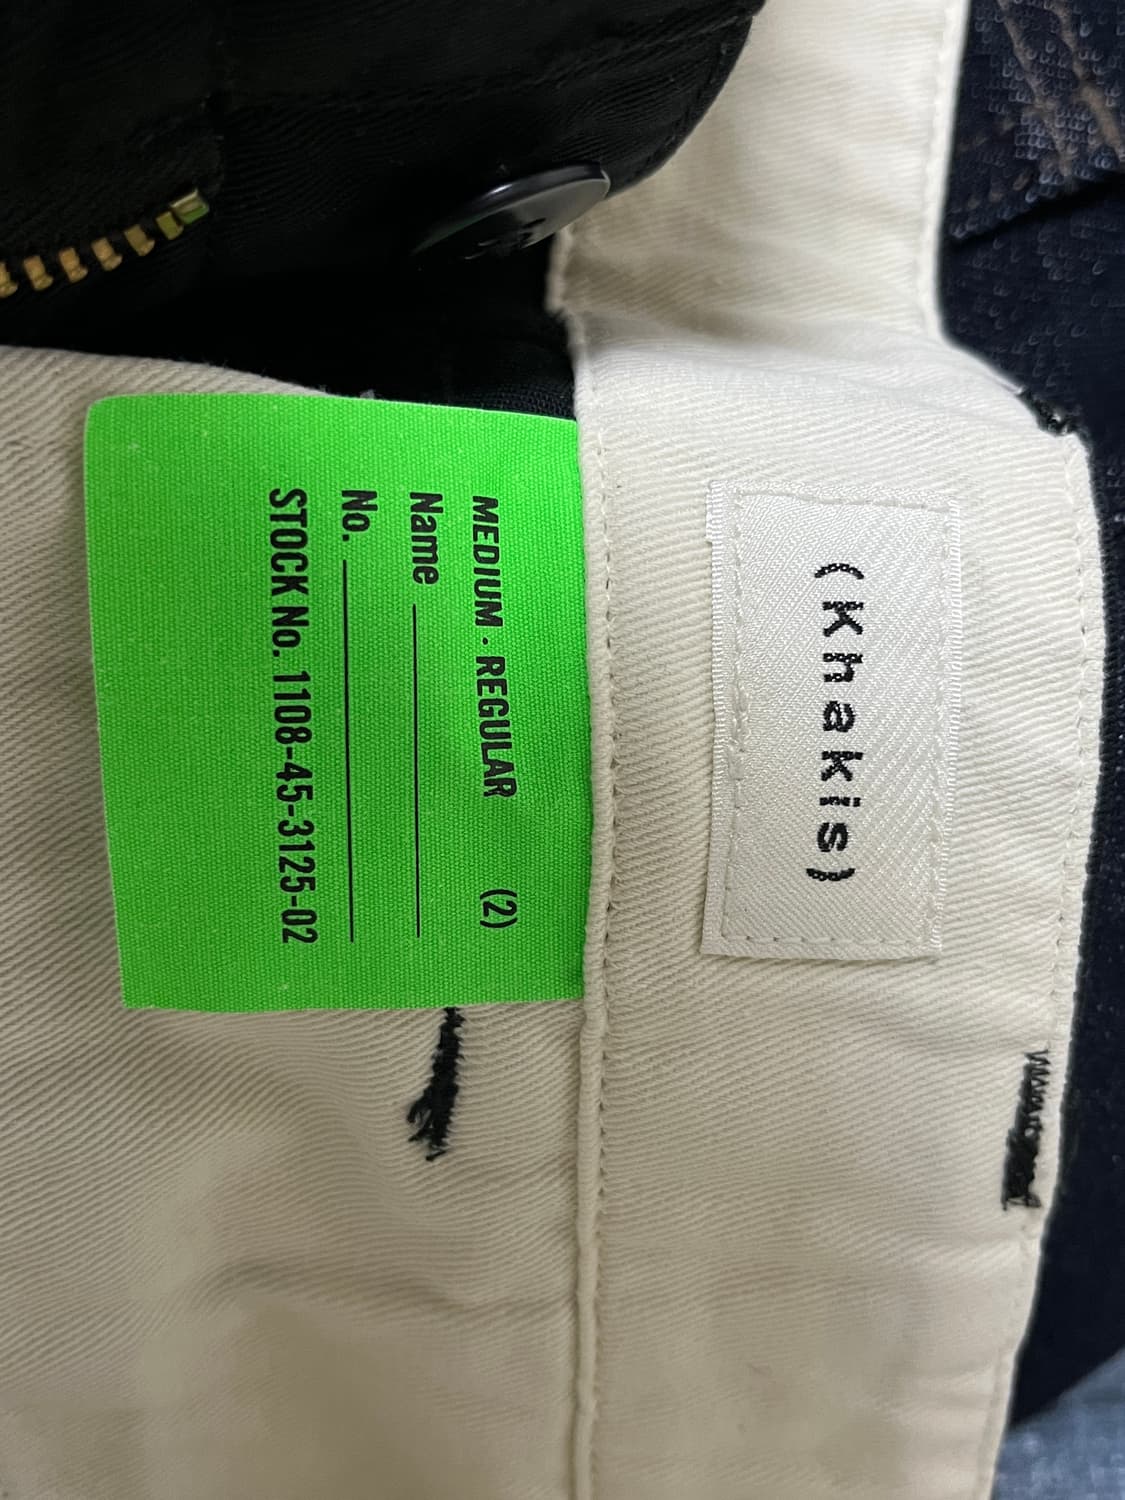 (Khakis)
MEDIUM · REGULAR (2)
Name
No.
STOCK No. 1108-45-3125-02